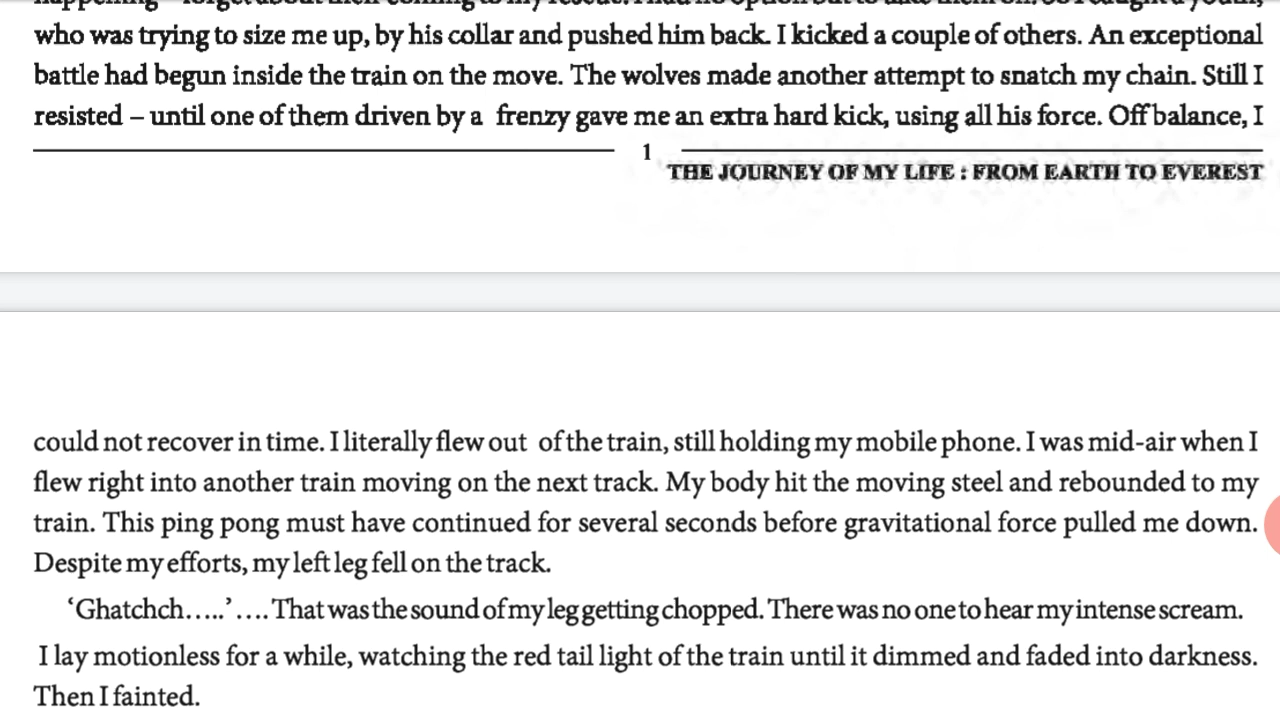 who was trying to size me up, by his collar and pushed him back. I kicked a couple of others. An exceptional
battle had begun inside the train on the move. The wolves made another attempt to snatch my chain. Still I
resisted – until one of them driven by a frenzy gave me an extra hard kick, using all his force. Off balance, I
1
THE JOURNEY OF MY LIFE : FROM EARTH TO EVEREST
could not recover in time. I literally flew out of the train, still holding my mobile phone. I was mid-air when I
flew right into another train moving on the next track. My body hit the moving steel and rebounded to my
train. This ping pong must have continued for several seconds before gravitational force pulled me down.
Despite my efforts, my left leg fell on the track.
‘Ghatchch…..’…. That was the sound of my leg getting chopped. There was no one to hear my intense scream.
I lay motionless for a while, watching the red tail light of the train until it dimmed and faded into darkness.
Then I fainted.